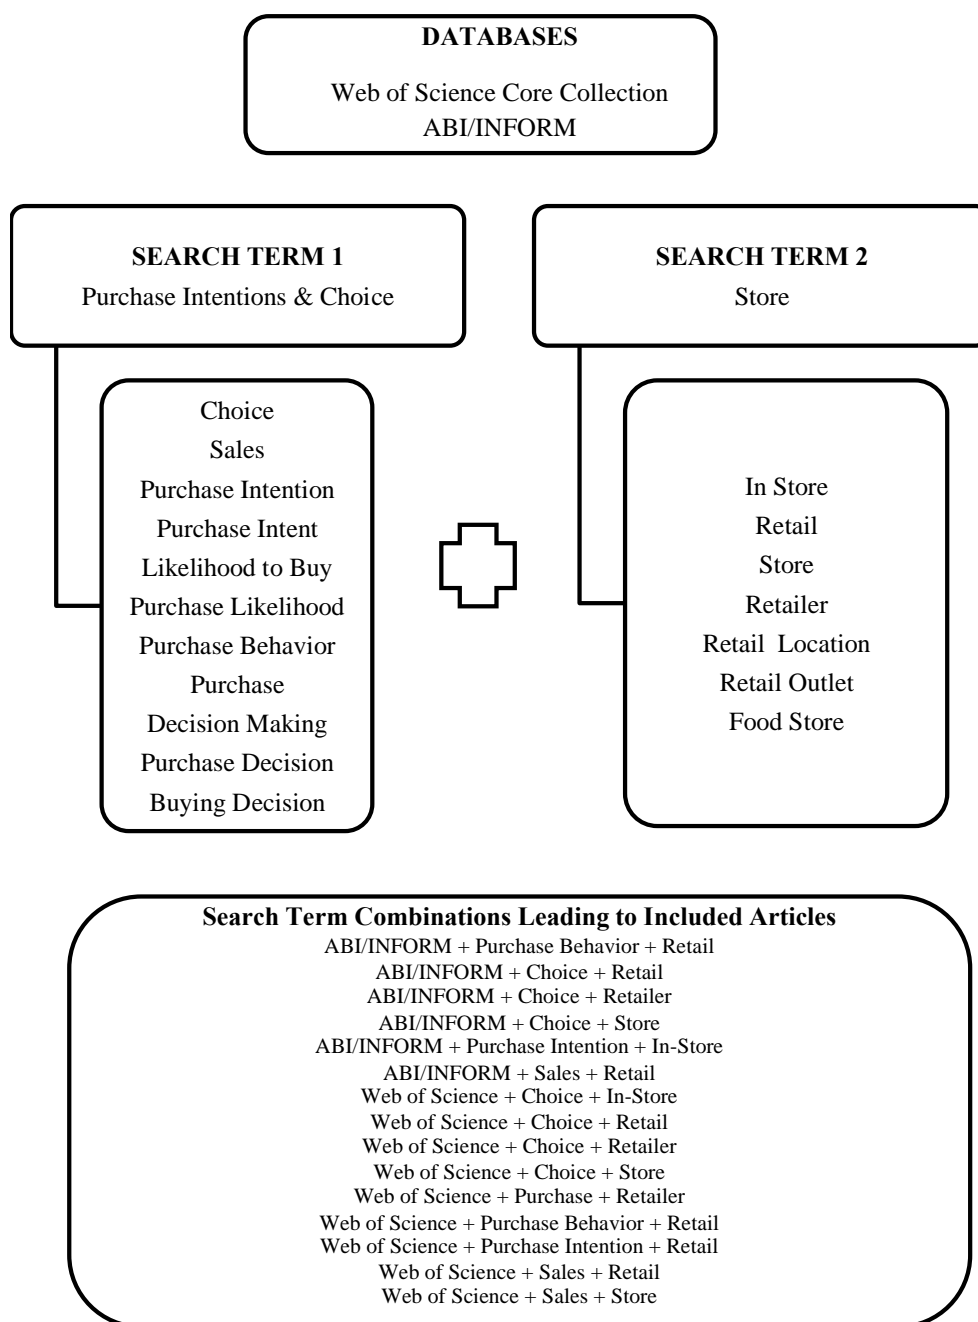 DATABASES
Web of Science Core Collection
ABI/INFORM
SEARCH TERM 1
Purchase Intentions & Choice
SEARCH TERM 2
Store
Choice
Sales
Purchase Intention
Purchase Intent
Likelihood to Buy
Purchase Likelihood
Purchase Behavior
Purchase
Decision Making
Purchase Decision
Buying Decision
In Store
Retail
Store
Retailer
Retail Location
Retail Outlet
Food Store
Search Term Combinations Leading to Included Articles
ABI/INFORM + Purchase Behavior + Retail
ABI/INFORM + Choice + Retail
ABI/INFORM + Choice + Retailer
ABI/INFORM + Choice + Store
ABI/INFORM + Purchase Intention + In-Store
ABI/INFORM + Sales + Retail
Web of Science + Choice + In-Store
Web of Science + Choice + Retail
Web of Science + Choice + Retailer
Web of Science + Choice + Store
Web of Science + Purchase + Retailer
Web of Science + Purchase Behavior + Retail
Web of Science + Purchase Intention + Retail
Web of Science + Sales + Retail
Web of Science + Sales + Store